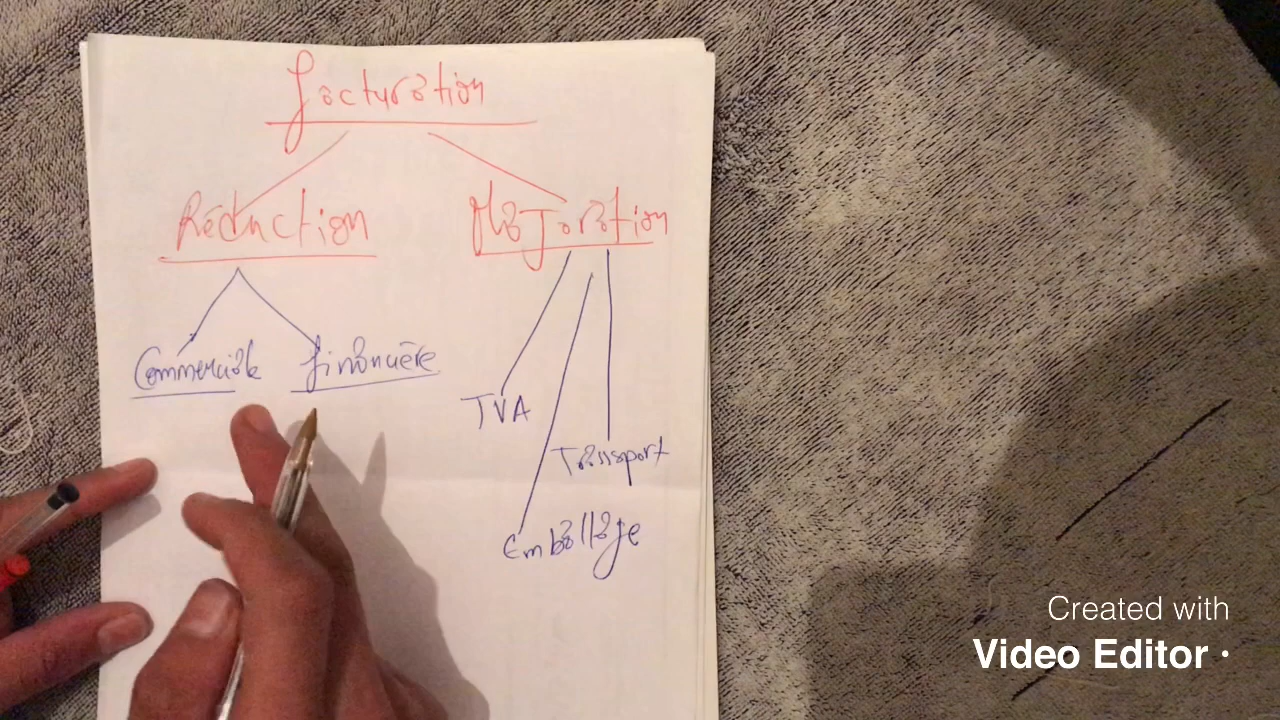 facturation
Réduction Majoration
Commerciale financière
TVA
Transport
Emballage
Created with
Video Editor